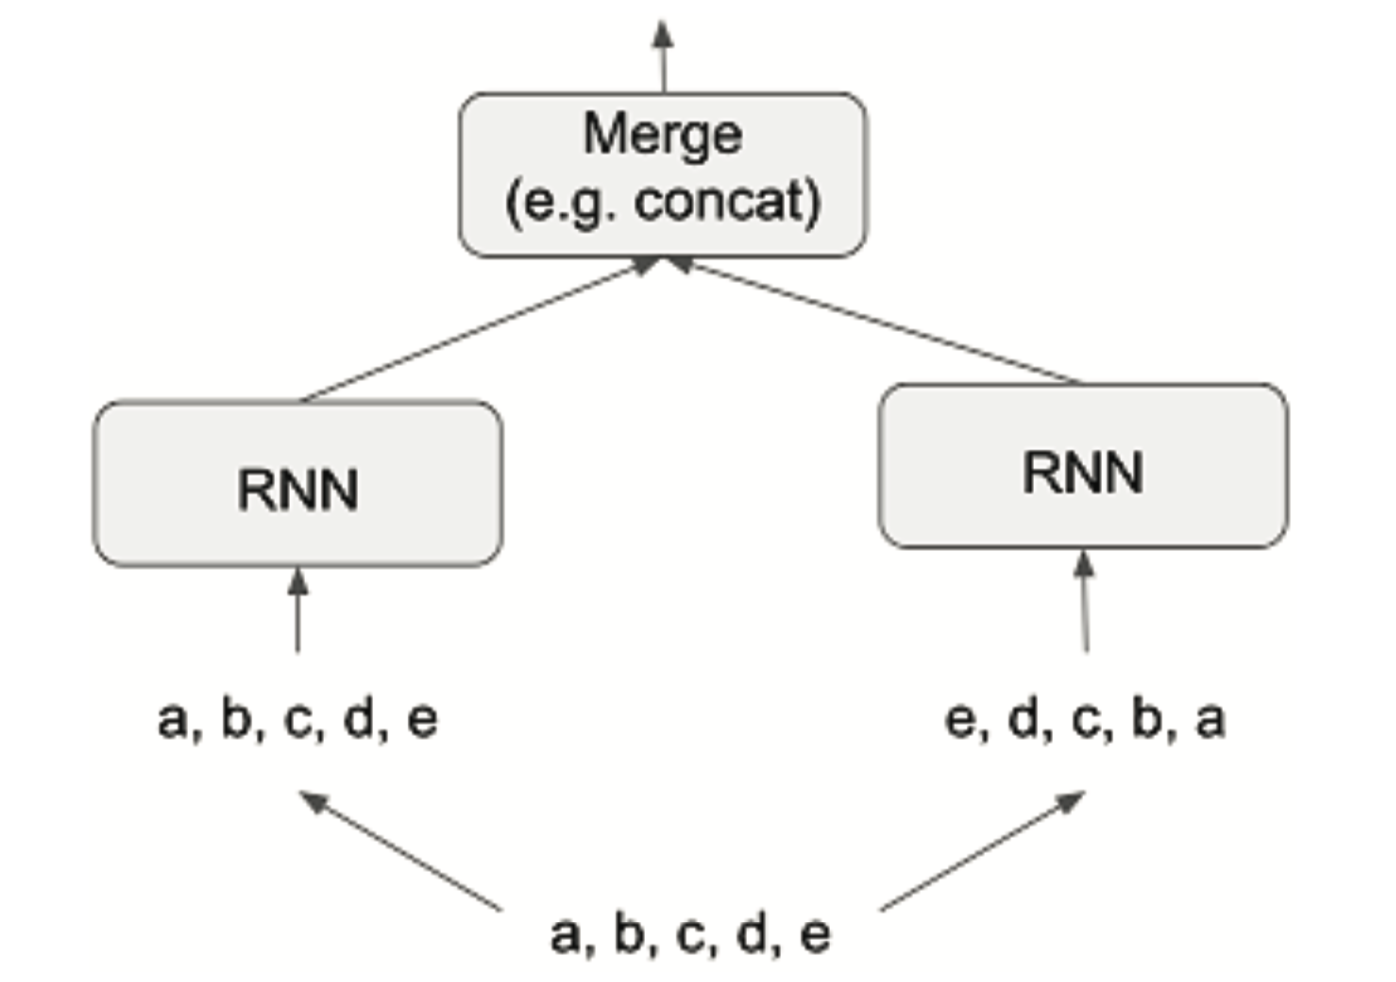 Merge
(e.g. concat)
RNN
RNN
a, b, c, d, e
e, d, c, b, a
a, b, c, d, e